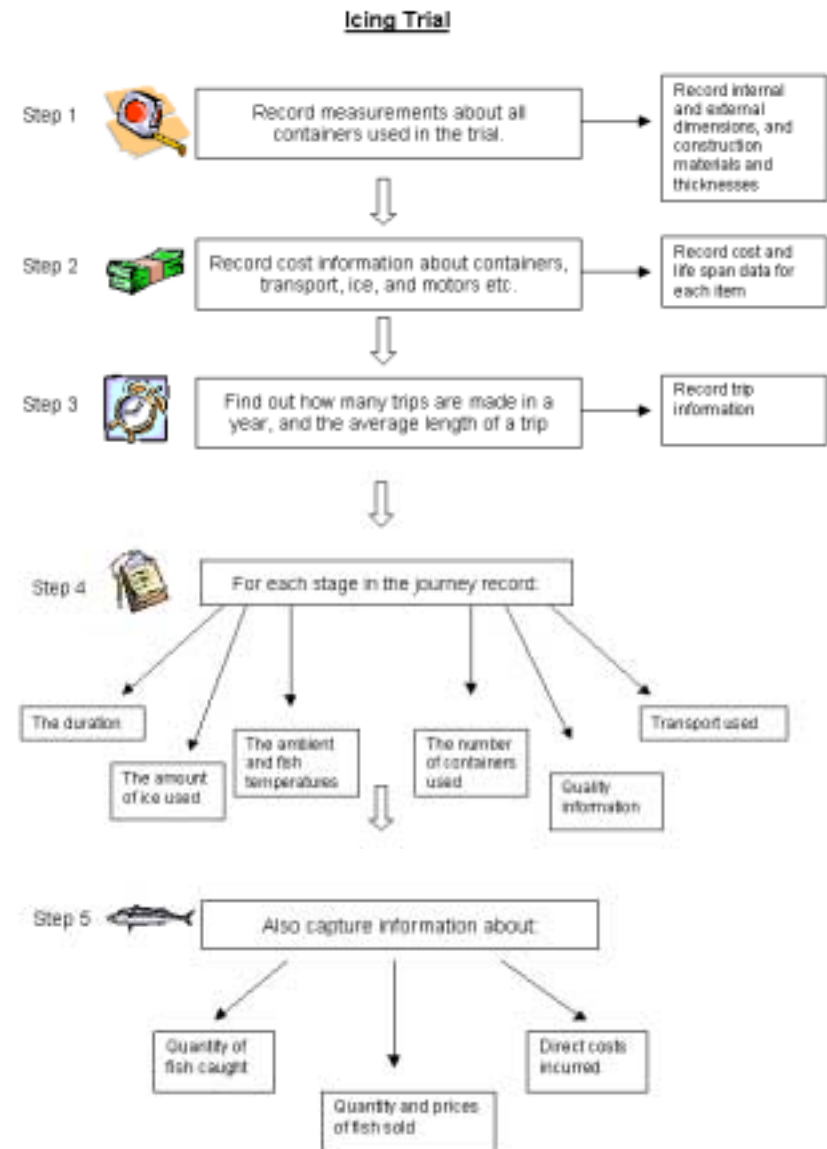 Icing Trial
Step 1
Record measurements about all
containers used in the trial.
Record internal
and external
dimensions, and
construction
materials and
thicknesses
Step 2
Record cost information about containers,
transport, ice, and motors etc.
Record cost and
life span data for
each item
Step 3
Find out how many trips are made in a
year, and the average length of a trip
Record trip
information
Step 4
For each stage in the journey record:
The duration
The amount
of ice used
The ambient
and fish
temperatures
The number
of containers
used
Quality
information
Transport used
Step 5
Also capture information about:
Quantity of
fish caught
Quantity and prices
of fish sold
Direct costs
incurred